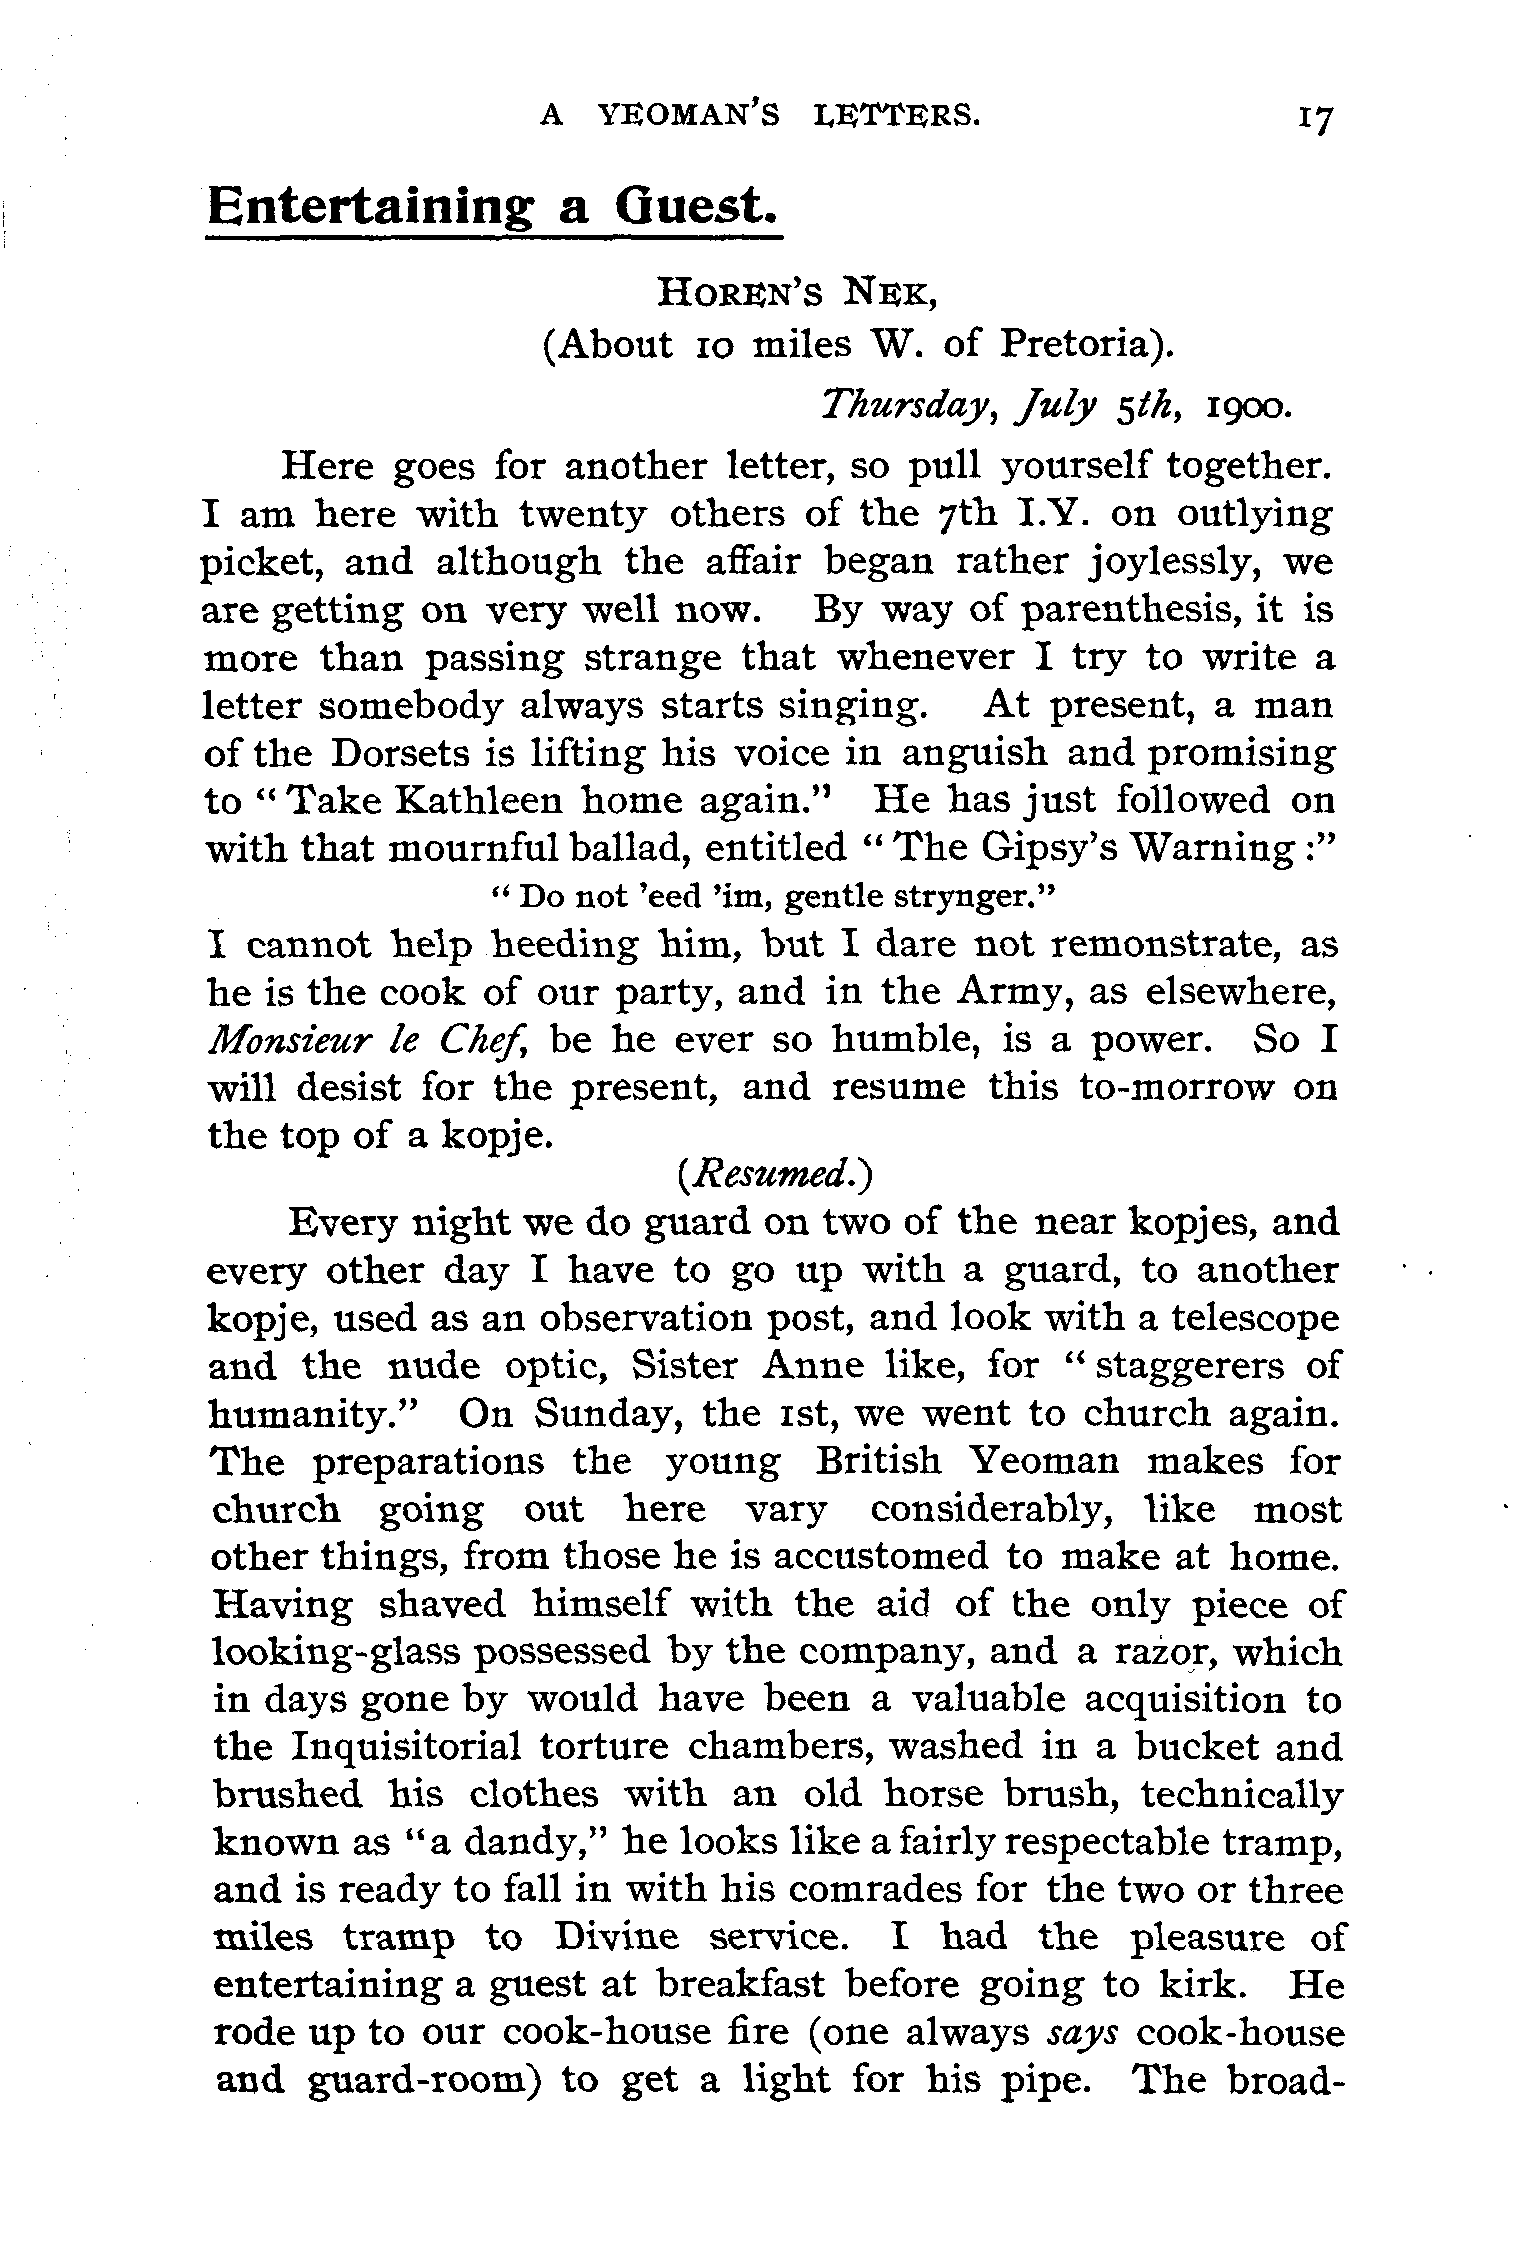 A YEOMAN'S LETTERS. 17
Entertaining a Guest.
HOREN'S NEK,
(About 10 miles W. of Pretoria).
Thursday, July 5th, 1900.
Here goes for another letter, so pull yourself together.
I am here with twenty others of the 7th I.Y. on outlying
picket, and although the affair began rather joylessly, we
are getting on very well now. By way of parenthesis, it is
more than passing strange that whenever I try to write a
letter somebody always starts singing. At present, a man
of the Dorsets is lifting his voice in anguish and promising
to “ Take Kathleen home again.” He has just followed on
with that mournful ballad, entitled “ The Gipsy's Warning :”
“ Do not 'eed 'im, gentle strynger.”
I cannot help heeding him, but I dare not remonstrate, as
he is the cook of our party, and in the Army, as elsewhere,
Monsieur le Chef, be he ever so humble, is a power. So I
will desist for the present, and resume this to-morrow on
the top of a kopje.
(Resumed.)
Every night we do guard on two of the near kopjes, and
every other day I have to go up with a guard, to another
kopje, used as an observation post, and look with a telescope
and the nude optic, Sister Anne like, for “ staggerers of
humanity.” On Sunday, the 1st, we went to church again.
The preparations the young British Yeoman makes for
church going out here vary considerably, like most
other things, from those he is accustomed to make at home.
Having shaved himself with the aid of the only piece of
looking-glass possessed by the company, and a razor, which
in days gone by would have been a valuable acquisition to
the Inquisitorial torture chambers, washed in a bucket and
brushed his clothes with an old horse brush, technically
known as “a dandy,” he looks like a fairly respectable tramp,
and is ready to fall in with his comrades for the two or three
miles tramp to Divine service. I had the pleasure of
entertaining a guest at breakfast before going to kirk. He
rode up to our cook-house fire (one always says cook-house
and guard-room) to get a light for his pipe. The broad-